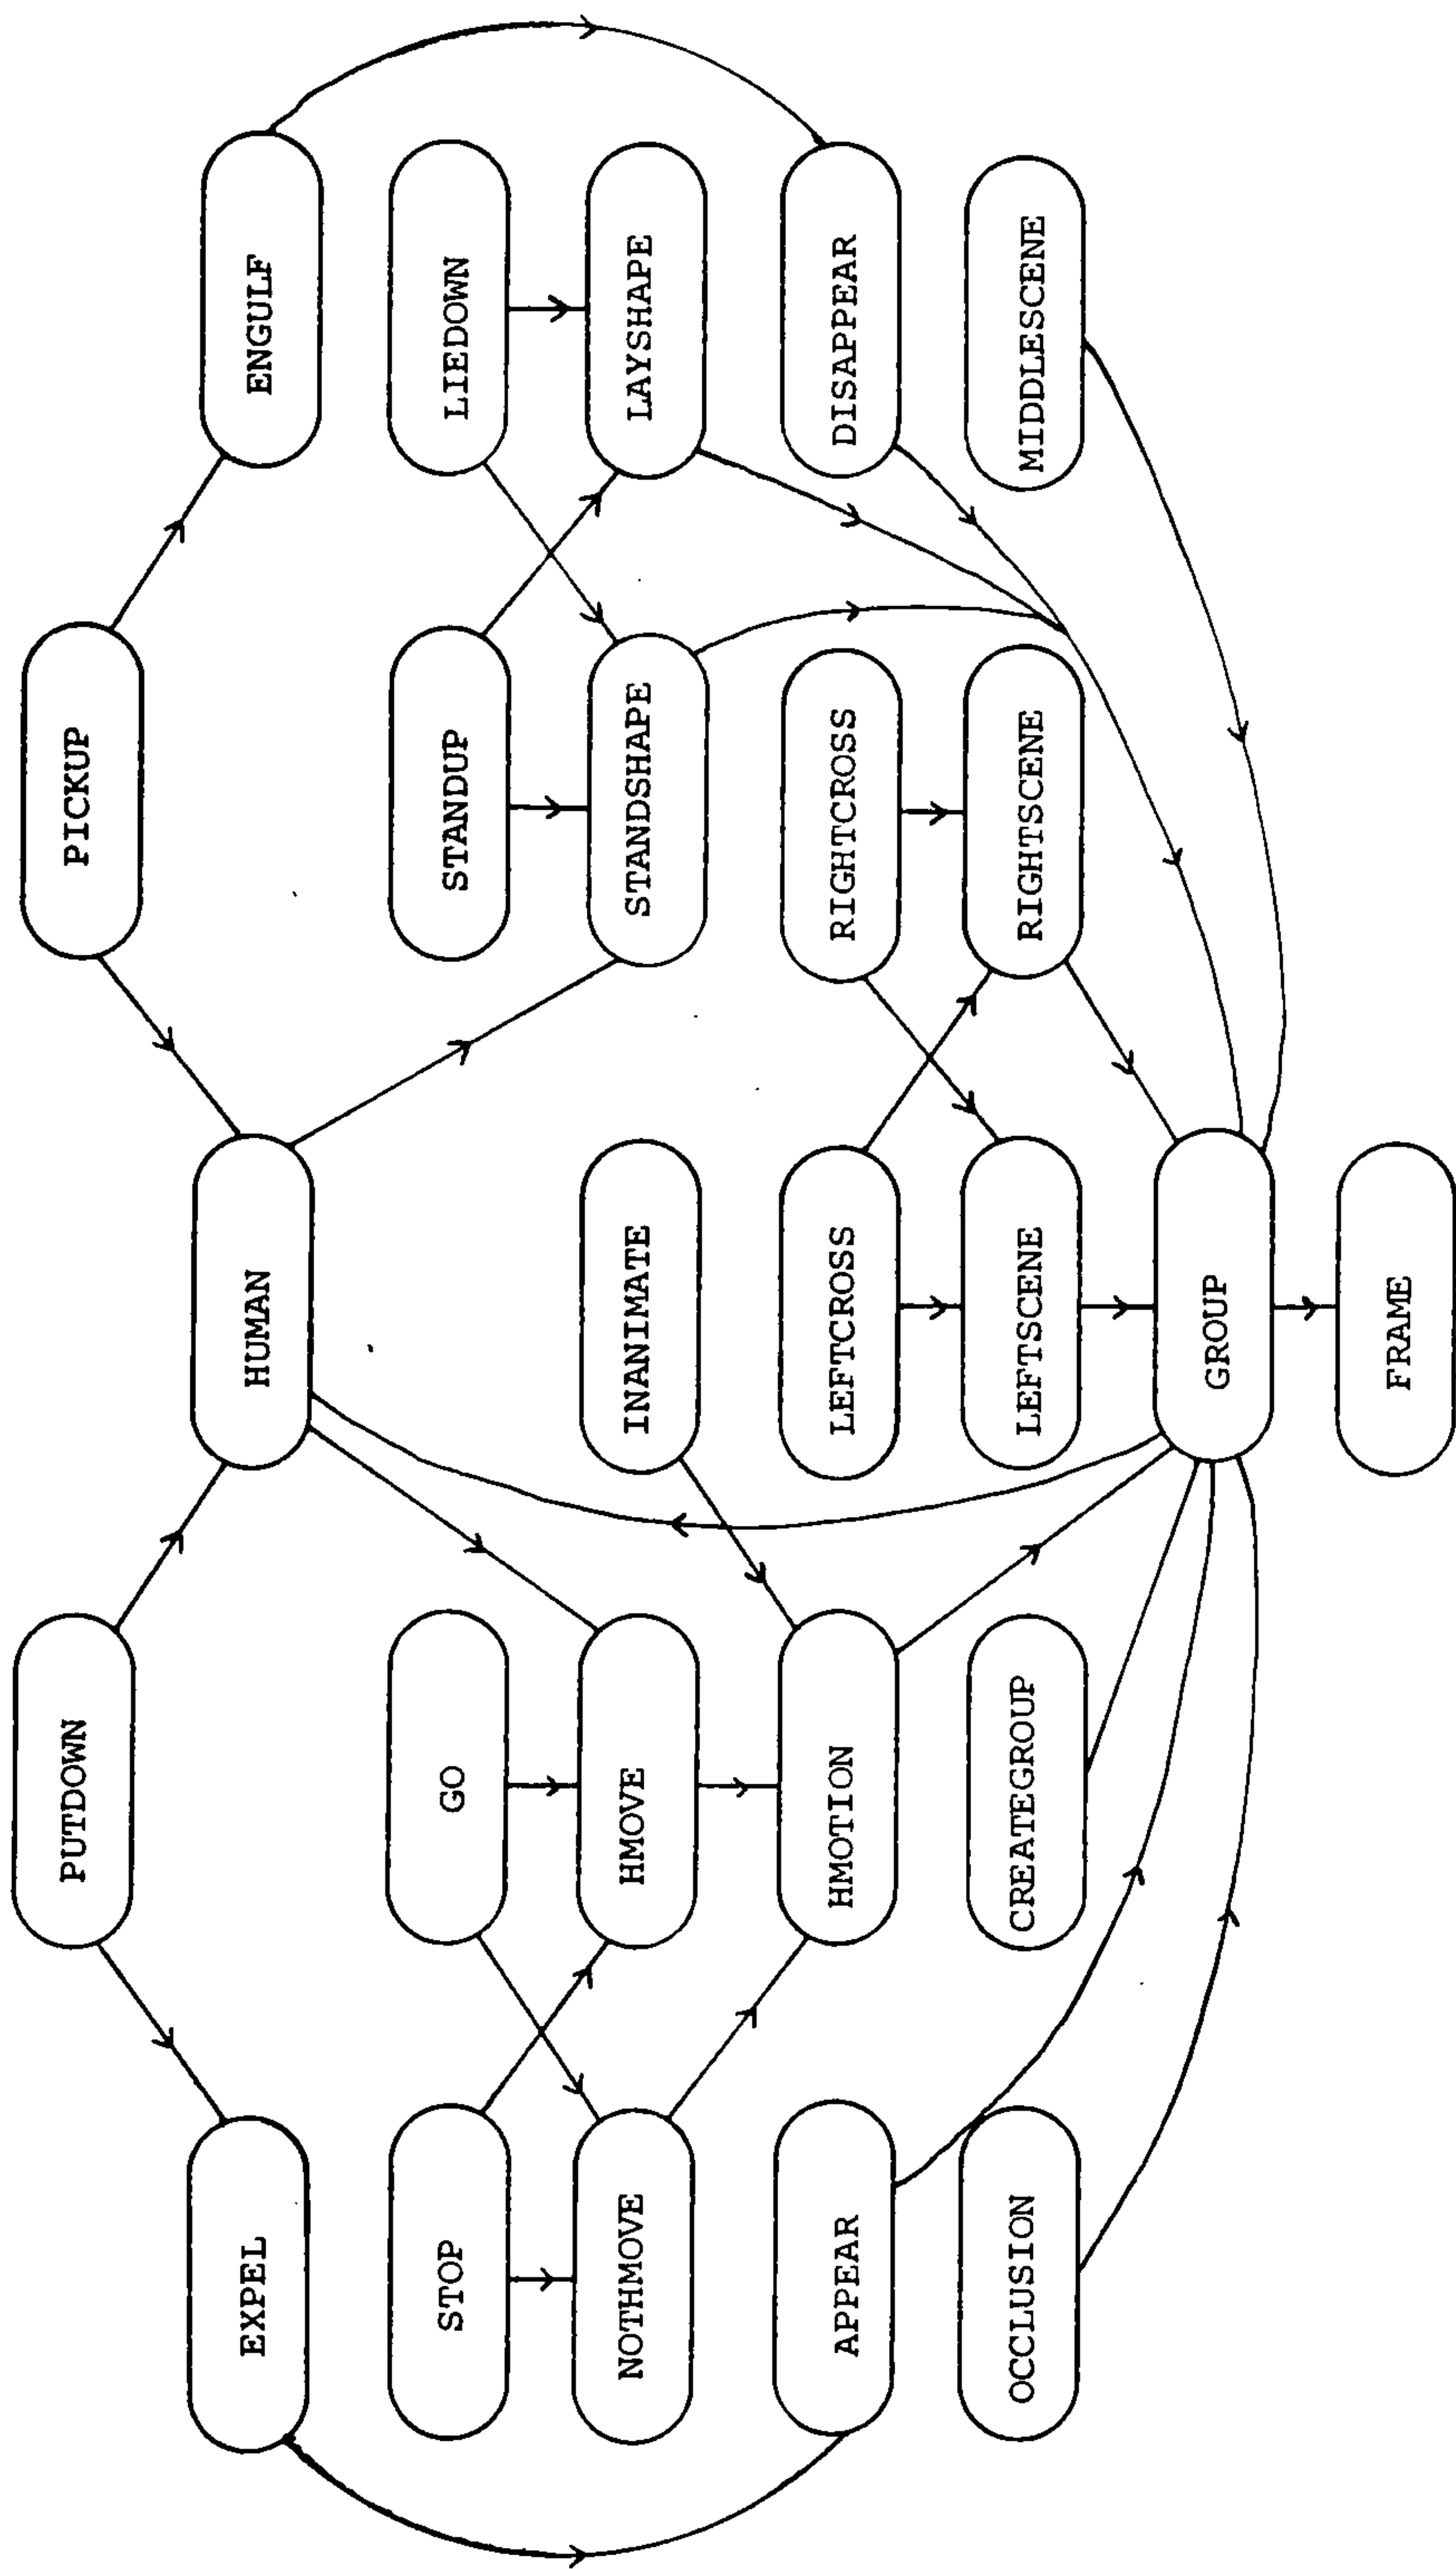 PUTDOWN
PICKUP
EXPEL
HUMAN
ENGULF
STOP
GO
STANDUP
LIEDOWN
NOTHMOVE
HMOVE
INANIMATE
STANDSHAPE
LAYSHAPE
APPEAR
HMOTION
LEFTCROSS
RIGHTCROSS
DISAPPEAR
OCCLUSION
CREATEGROUP
LEFTSCENE
RIGHTSCENE
MIDDLESCENE
GROUP
FRAME